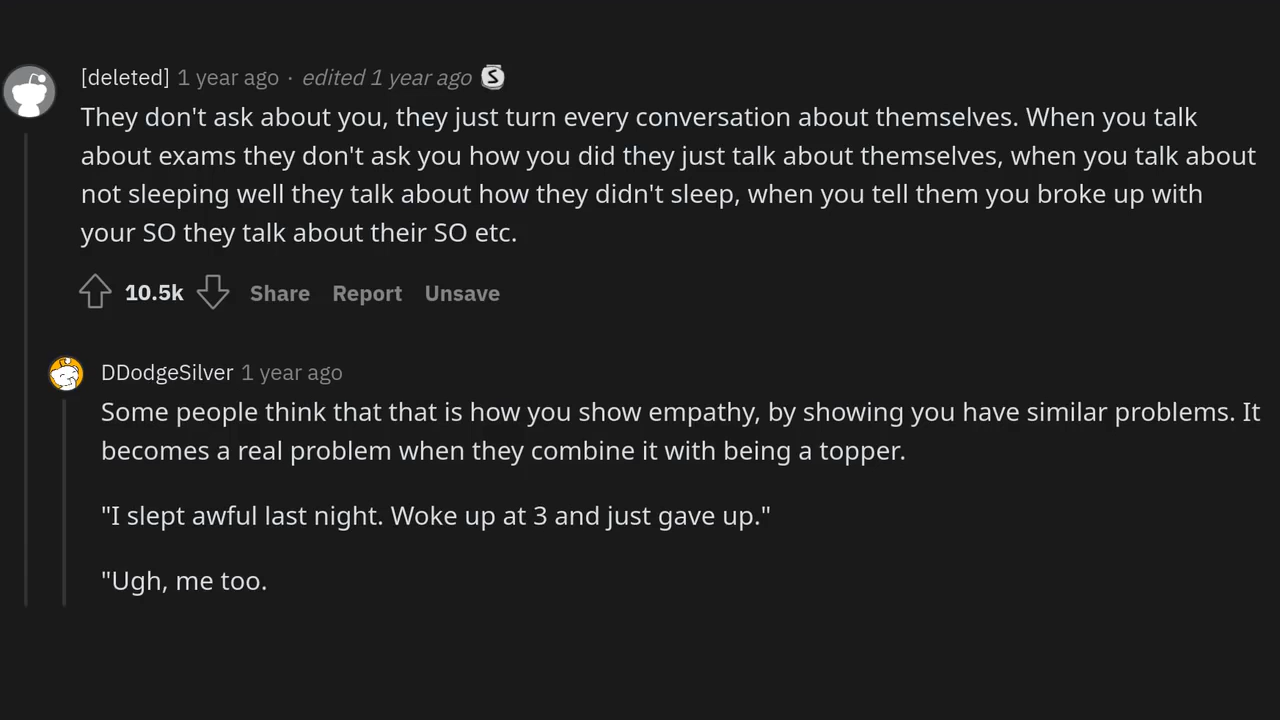 [deleted] 1 year ago · edited 1 year ago S
They don't ask about you, they just turn every conversation about themselves. When you talk
about exams they don't ask you how you did they just talk about themselves, when you talk about
not sleeping well they talk about how they didn't sleep, when you tell them you broke up with
your SO they talk about their SO etc.
10.5k Share Report Unsave
DDodgeSilver 1 year ago
Some people think that that is how you show empathy, by showing you have similar problems. It
becomes a real problem when they combine it with being a topper.
"I slept awful last night. Woke up at 3 and just gave up."
"Ugh, me too.